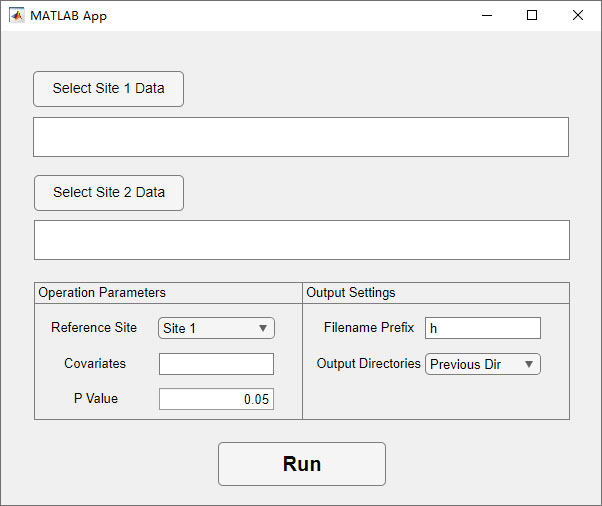 MATLAB App
Select Site 1 Data
Select Site 2 Data
Operation Parameters
Output Settings
Reference Site
Site 1
Filename Prefix
h
Covariates
Output Directories
Previous Dir
P Value
0.05
Run